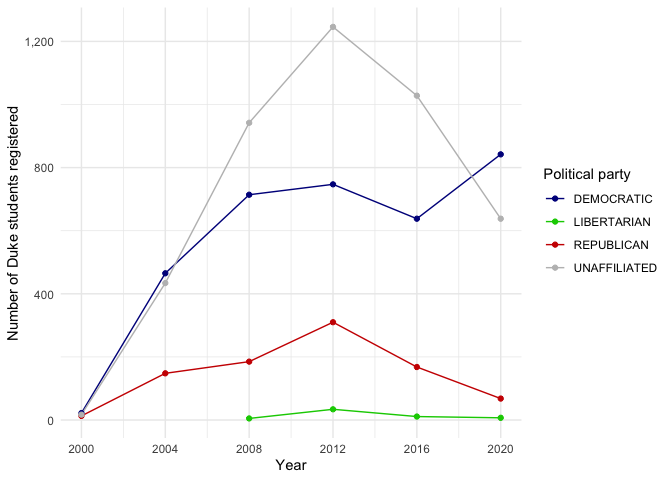 Number of Duke students registered
1,200
800
400
0
2000 2004 2008 2012 2016 2020
Year
Political party
DEMOCRATIC
LIBERTARIAN
REPUBLICAN
UNAFFILIATED